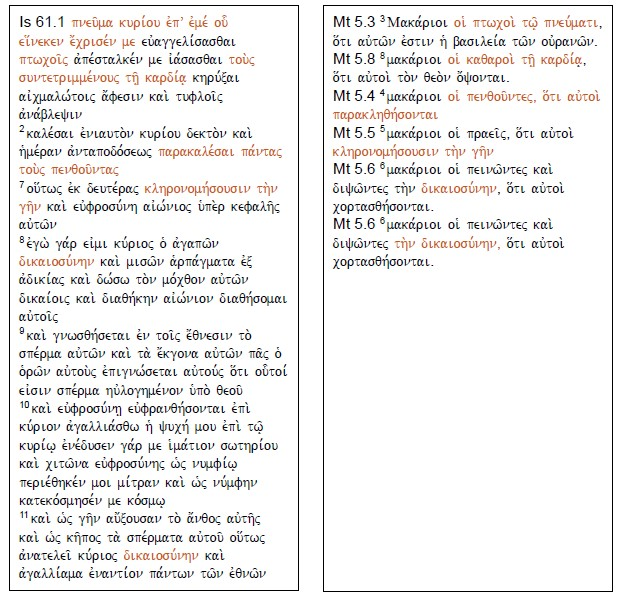 Is 61.1 πνεῦμα κυρίου ἐπ’ ἐμέ οὗ
εἵνεκεν ἔχρισέν με εὐαγγελίσασθαι
πτωχοῖς ἀπέσταλκέν με ἰάσασθαι τοὺς
συντετριμμένους τῇ καρδίᾳ κηρύξαι
αἰχμαλώτοις ἄφεσιν καὶ τυφλοῖς
ἀνάβλεψιν
²καλέσαι ἐνιαυτὸν κυρίου δεκτὸν καὶ
ἡμέραν ἀνταποδόσεως παρακαλέσαι πάντας
τοὺς πενθοῦντας
⁷οὕτως ἐκ δευτέρας κληρονομήσουσιν τὴν
γῆν καὶ εὐφροσύνη αἰώνιος ὑπὲρ κεφαλῆς
αὐτῶν
⁸ἐγὼ γάρ εἰμι κύριος ὁ ἀγαπῶν
δικαιοσύνην καὶ μισῶν ἁρπάγματα ἐξ
ἀδικίας καὶ δώσω τὸν μόχθον αὐτῶν
δικαίοις καὶ διαθήκην αἰώνιον διαθήσομαι
αὐτοῖς
⁹καὶ γνωσθήσεται ἐν τοῖς ἔθνεσιν τὸ
σπέρμα αὐτῶν καὶ τὰ ἔκγονα αὐτῶν πᾶς ὁ
ὁρῶν αὐτοὺς ἐπιγνώσεται αὐτούς ὅτι οὗτοί
εἰσιν σπέρμα ηὐλογημένον ὑπὸ θεοῦ
¹⁰καὶ εὐφροσύνῃ εὐφρανθήσονται ἐπὶ
κύριον ἀγαλλιάσθω ἡ ψυχή μου ἐπὶ τῷ
κυρίῳ ἐνέδυσεν γάρ με ἱμάτιον σωτηρίου
καὶ χιτῶνα εὐφροσύνης ὡς νυμφίῳ
περιέθηκέν μοι μίτραν καὶ ὡς νύμφην
κατεκόσμησέν με κόσμῳ
¹¹καὶ ὡς γῆν αὔξουσαν τὸ ἄνθος αὐτῆς
καὶ ὡς κῆπος τὰ σπέρματα αὐτοῦ οὕτως
ἀνατελεῖ κύριος δικαιοσύνην καὶ
ἀγαλλίαμα ἐναντίον πάντων τῶν ἐθνῶν
Mt 5.3 ³Μακάριοι οἱ πτωχοὶ τῷ πνεύματι,
ὅτι αὐτῶν ἐστιν ἡ βασιλεία τῶν οὐρανῶν.
Mt 5.8 ⁸μακάριοι οἱ καθαροὶ τῇ καρδίᾳ,
ὅτι αὐτοὶ τὸν θεὸν ὄψονται.
Mt 5.4 ⁴μακάριοι οἱ πενθοῦντες, ὅτι αὐτοὶ
παρακληθήσονται
Mt 5.5 ⁵μακάριοι οἱ πραεῖς, ὅτι αὐτοὶ
κληρονομήσουσιν τὴν γῆν
Mt 5.6 ⁶μακάριοι οἱ πεινῶντες καὶ
διψῶντες τὴν δικαιοσύνην, ὅτι αὐτοὶ
χορτασθήσονται.
Mt 5.6 ⁶μακάριοι οἱ πεινῶντες καὶ
διψῶντες τὴν δικαιοσύνην, ὅτι αὐτοὶ
χορτασθήσονται.